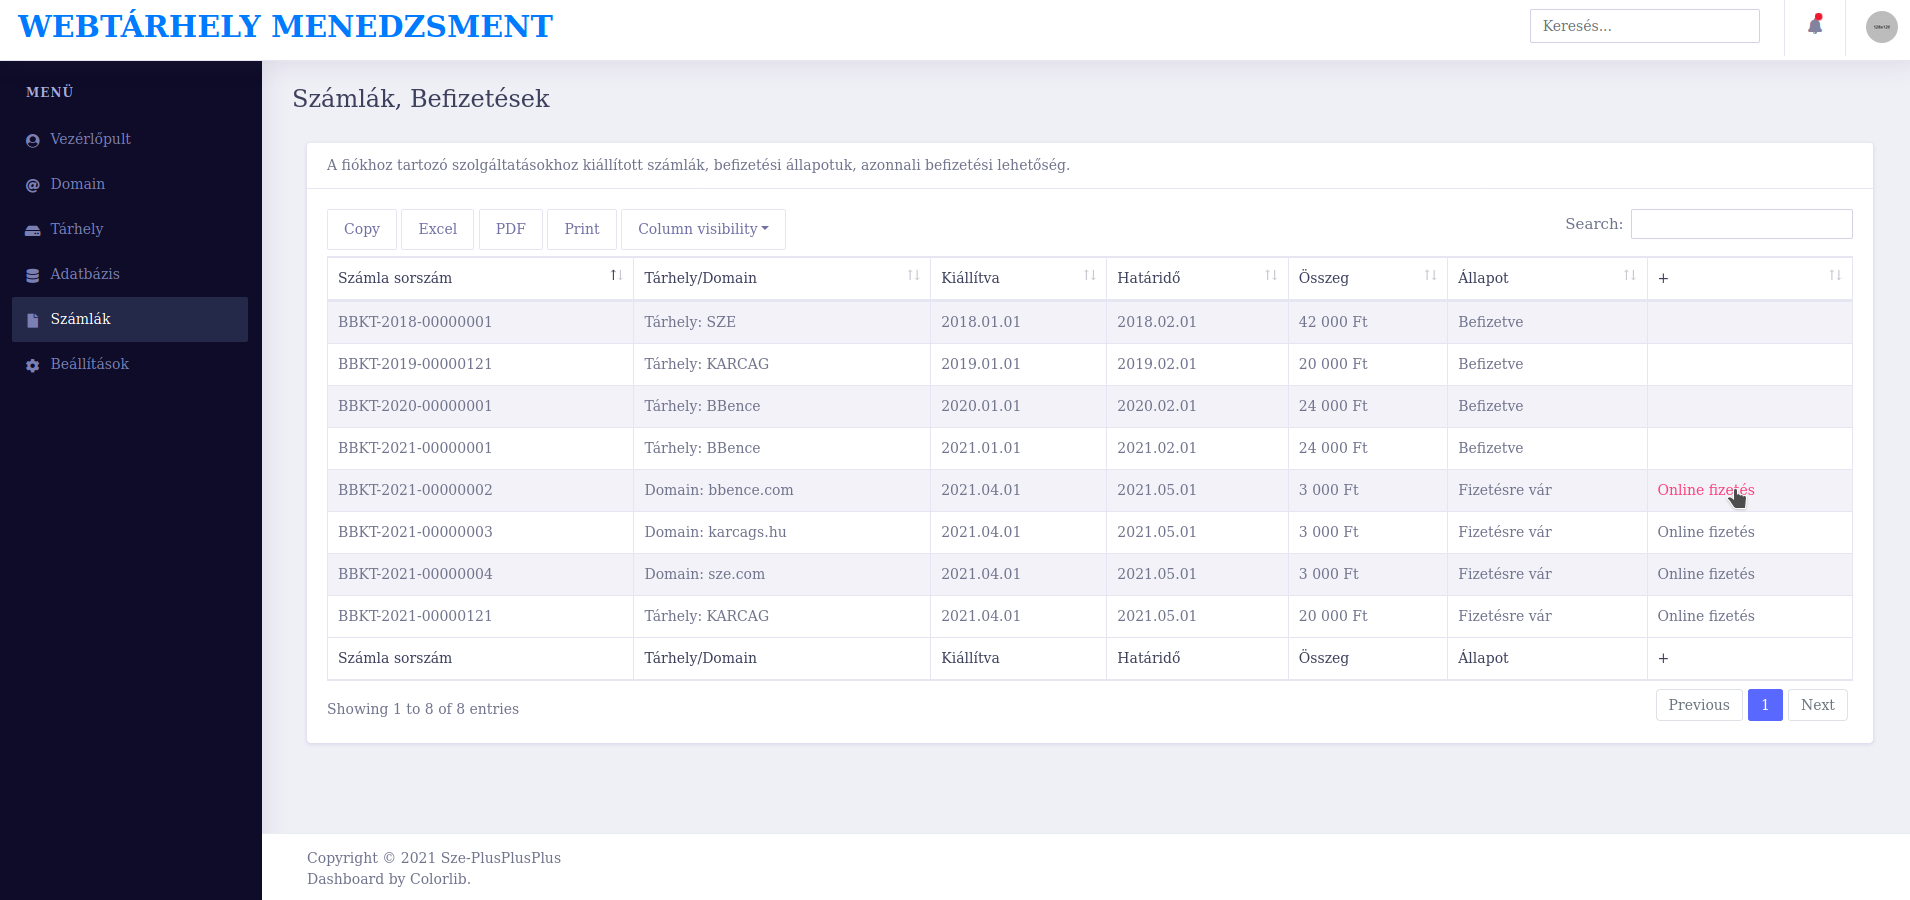 WEBTÁRHELY MENEDZSMENT
Keresés...
MENÜ
Vezérlőpult
Domain
Tárhely
Adatbázis
Számlák
Beállítások
Számlák, Befizetések
A fiókhoz tartozó szolgáltatásokhoz kiállított számlák, befizetési állapotuk, azonnali befizetési lehetőség.
Copy Excel PDF Print Column visibility
Search:
Számla sorszám Tárhely/Domain Kiállítva Határidő Összeg Állapot +
BBKT-2018-00000001 Tárhely: SZE 2018.01.01 2018.02.01 42 000 Ft Befizetve
BBKT-2019-00000121 Tárhely: KARCAG 2019.01.01 2019.02.01 20 000 Ft Befizetve
BBKT-2020-00000001 Tárhely: BBence 2020.01.01 2020.02.01 24 000 Ft Befizetve
BBKT-2021-00000001 Tárhely: BBence 2021.01.01 2021.02.01 24 000 Ft Befizetve
BBKT-2021-00000002 Domain: bbence.com 2021.04.01 2021.05.01 3 000 Ft Fizetésre vár Online fizetés
BBKT-2021-00000003 Domain: karcags.hu 2021.04.01 2021.05.01 3 000 Ft Fizetésre vár Online fizetés
BBKT-2021-00000004 Domain: sze.com 2021.04.01 2021.05.01 3 000 Ft Fizetésre vár Online fizetés
BBKT-2021-00000121 Tárhely: KARCAG 2021.04.01 2021.05.01 20 000 Ft Fizetésre vár Online fizetés
Számla sorszám Tárhely/Domain Kiállítva Határidő Összeg Állapot +
Showing 1 to 8 of 8 entries
Previous 1 Next
Copyright © 2021 Sze-PlusPlusPlus
Dashboard by Colorlib.